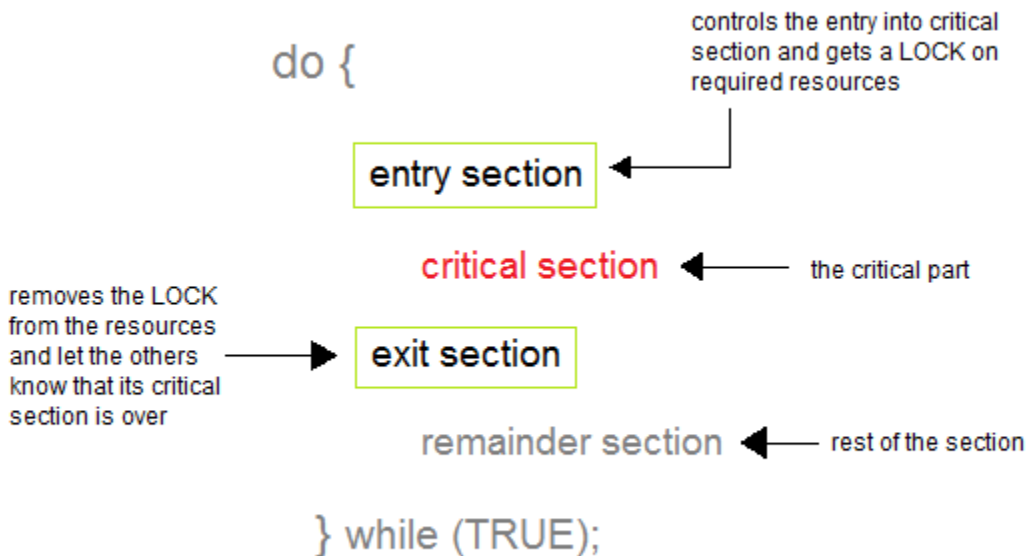 controls the entry into critical
section and gets a LOCK on
required resources
do {
entry section
critical section
the critical part
removes the LOCK
from the resources
and let the others
know that its critical
section is over
exit section
remainder section
rest of the section
} while (TRUE);